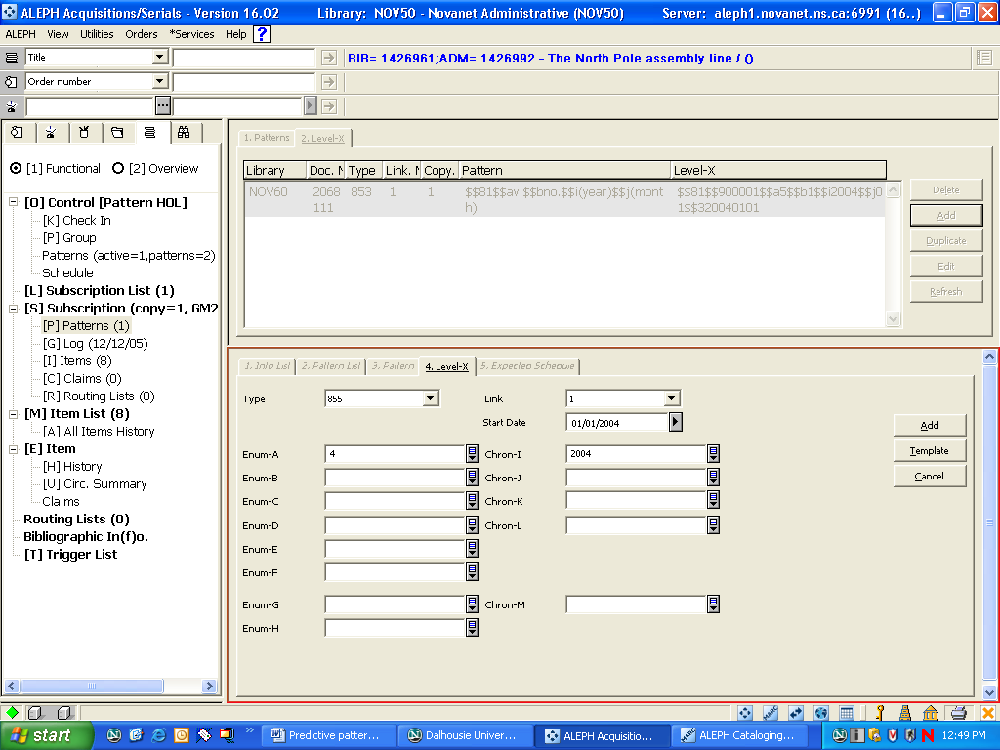 ALEPH Acquisitions/Serials - Version 16.02 Library: NOV50 - Novanet Administrative (NOV50) Server: aleph1.novanet.ns.ca:6991 (16..)
ALEPH View Utilities Orders *Services Help ?
Title
BIB= 1426961;ADM= 1426992 - The North Pole assembly line / ().
Order number
[1] Functional [2] Overview
[O] Control [Pattern HOL]
[K] Check In
[P] Group
Patterns (active=1,patterns=2)
Schedule
[L] Subscription List (1)
[S] Subscription (copy=1, GM2
[P] Patterns (1)
[G] Log (12/12/05)
[I] Items (8)
[C] Claims (0)
[R] Routing Lists (0)
[M] Item List (8)
[A] All Items History
[E] Item
[H] History
[U] Circ. Summary
Claims
Routing Lists (0)
Bibliographic In(f)o.
[T] Trigger List
1. Patterns 2. Level-X
Library Doc. N Type Link. N Copy. Pattern Level-X
NOV60 2068 853 1 1 $$81$$av.$$bno.$$i(year)$$j(mont $$81$$900001$$a5$$b1$$i2004$$j0
111 h) 1$$320040101
Delete
Add
Duplicate
Edit
Refresh
1. Info List 2. Pattern List 3. Pattern 4. Level-X 5. Expected Schedule
Type 855 Link 1
Start Date 01/01/2004
Enum-A 4 Chron-I 2004
Enum-B Chron-J
Enum-C Chron-K
Enum-D Chron-L
Enum-E
Enum-F
Enum-G Chron-M
Enum-H
Add
Template
Cancel
start Predictive patter... Dalhousie Univer... ALEPH Acquisitio... ALEPH Cataloging... 12:49 PM